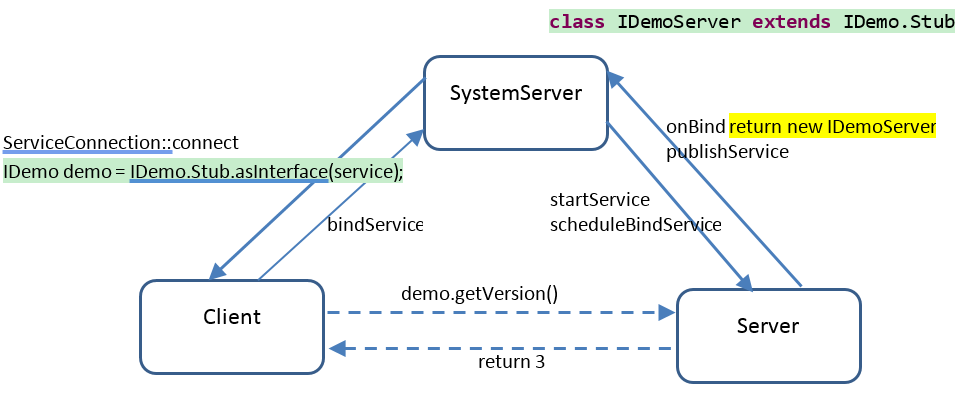 class IDemoServer extends IDemo.Stub
SystemServer
onBind return new IDemoServer
publishService
ServiceConnection::connect
IDemo demo = IDemo.Stub.asInterface(service);
startService
scheduleBindService
bindService
demo.getVersion()
Client
Server
return 3